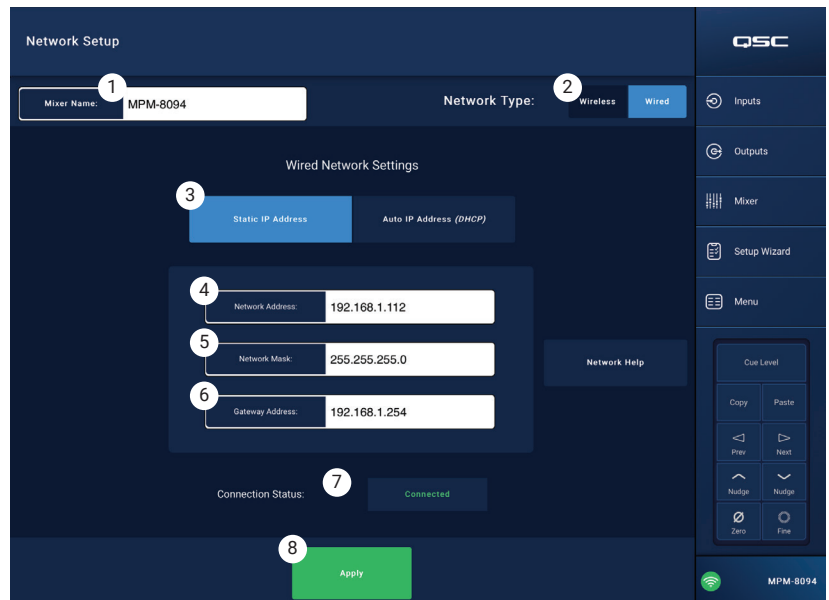 Network Setup
QSC
1
Mixer Name: MPM-8094
Network Type:
2
Wireless Wired
Inputs
Outputs
Mixer
Setup Wizard
Menu
Wired Network Settings
3
Static IP Address Auto IP Address (DHCP)
4
Network Address: 192.168.1.112
5
Network Mask: 255.255.255.0
6
Gateway Address: 192.168.1.254
Network Help
7
Connection Status: Connected
8
Apply
Cue Level
Copy Paste
Prev Next
Nudge Nudge
Zero Fine
MPM-8094